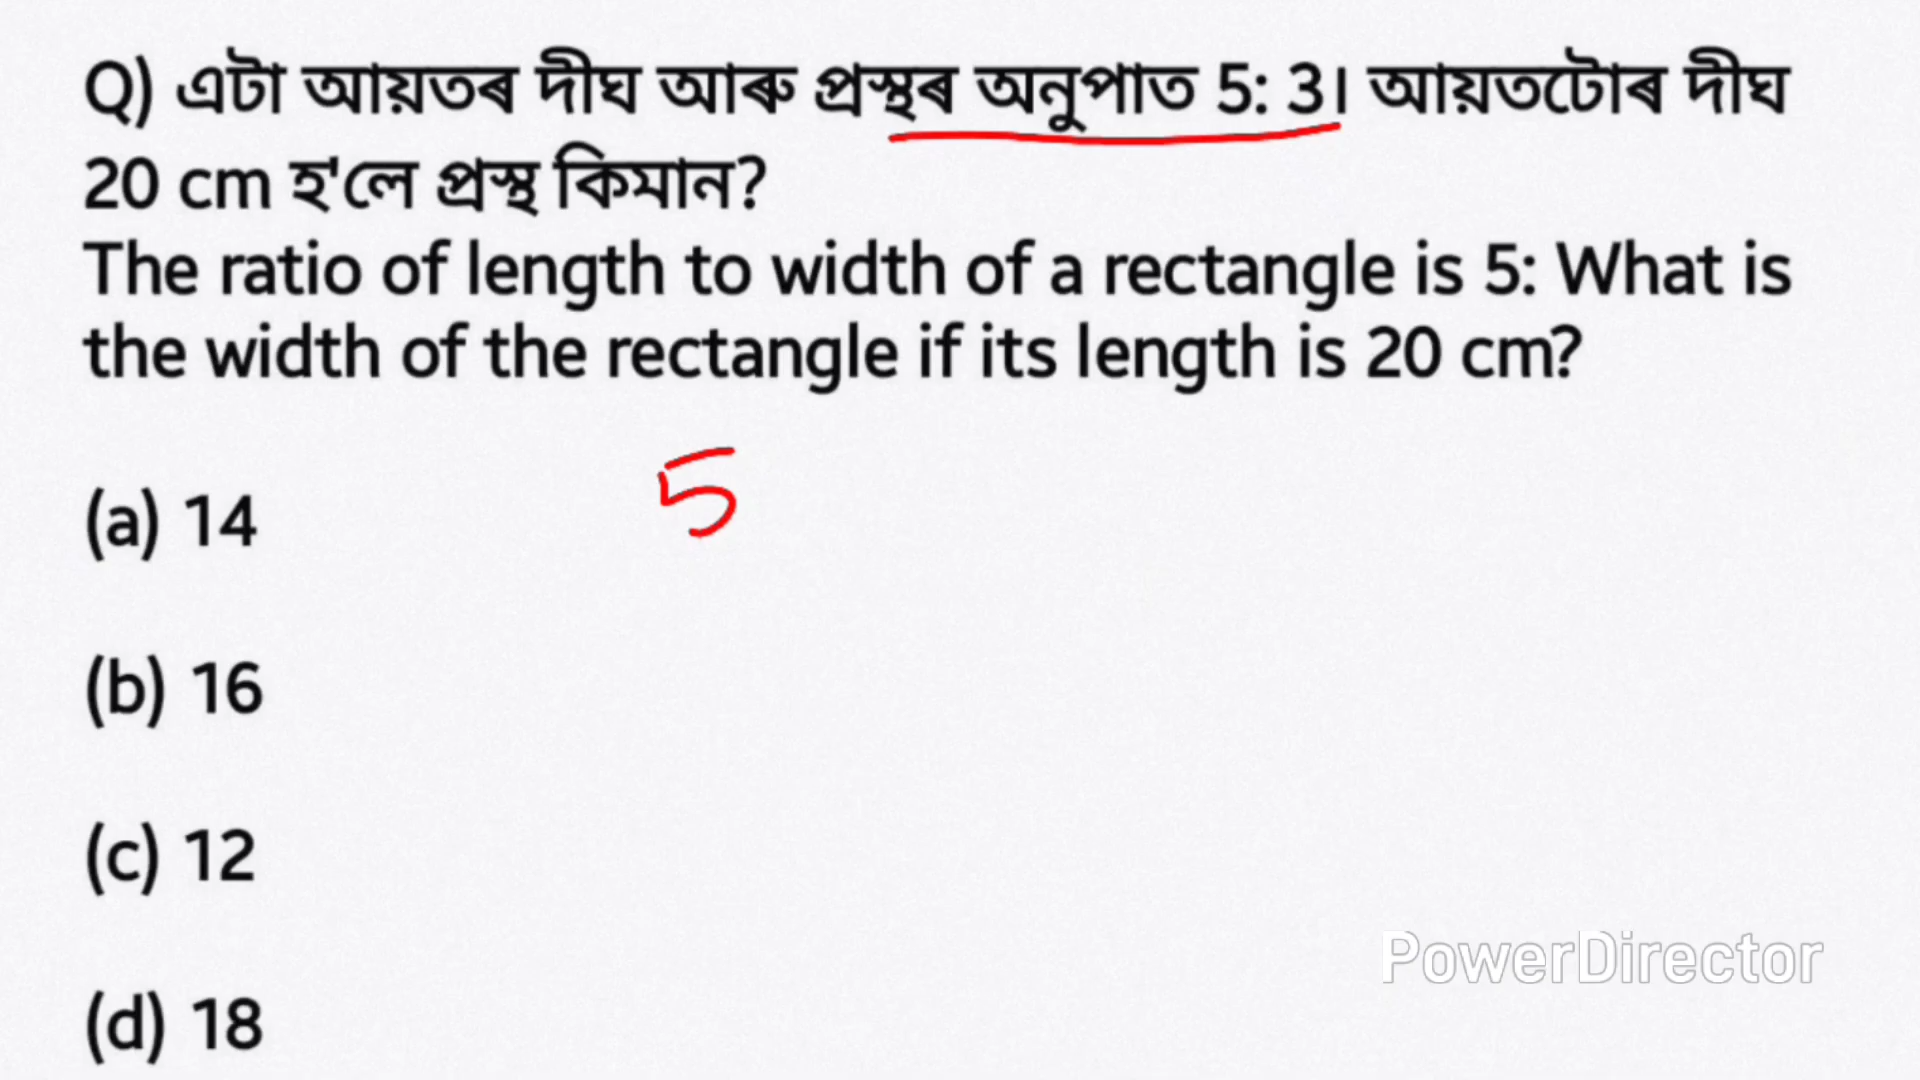 Q) এটা আয়তৰ দীঘ আৰু প্ৰস্থৰ অনুপাত 5: 3। আয়তটোৰ দীঘ
20 cm হ'লে প্ৰস্থ কিমান?
The ratio of length to width of a rectangle is 5: What is
the width of the rectangle if its length is 20 cm?
5
(a) 14
(b) 16
(c) 12
PowerDirector
(d) 18